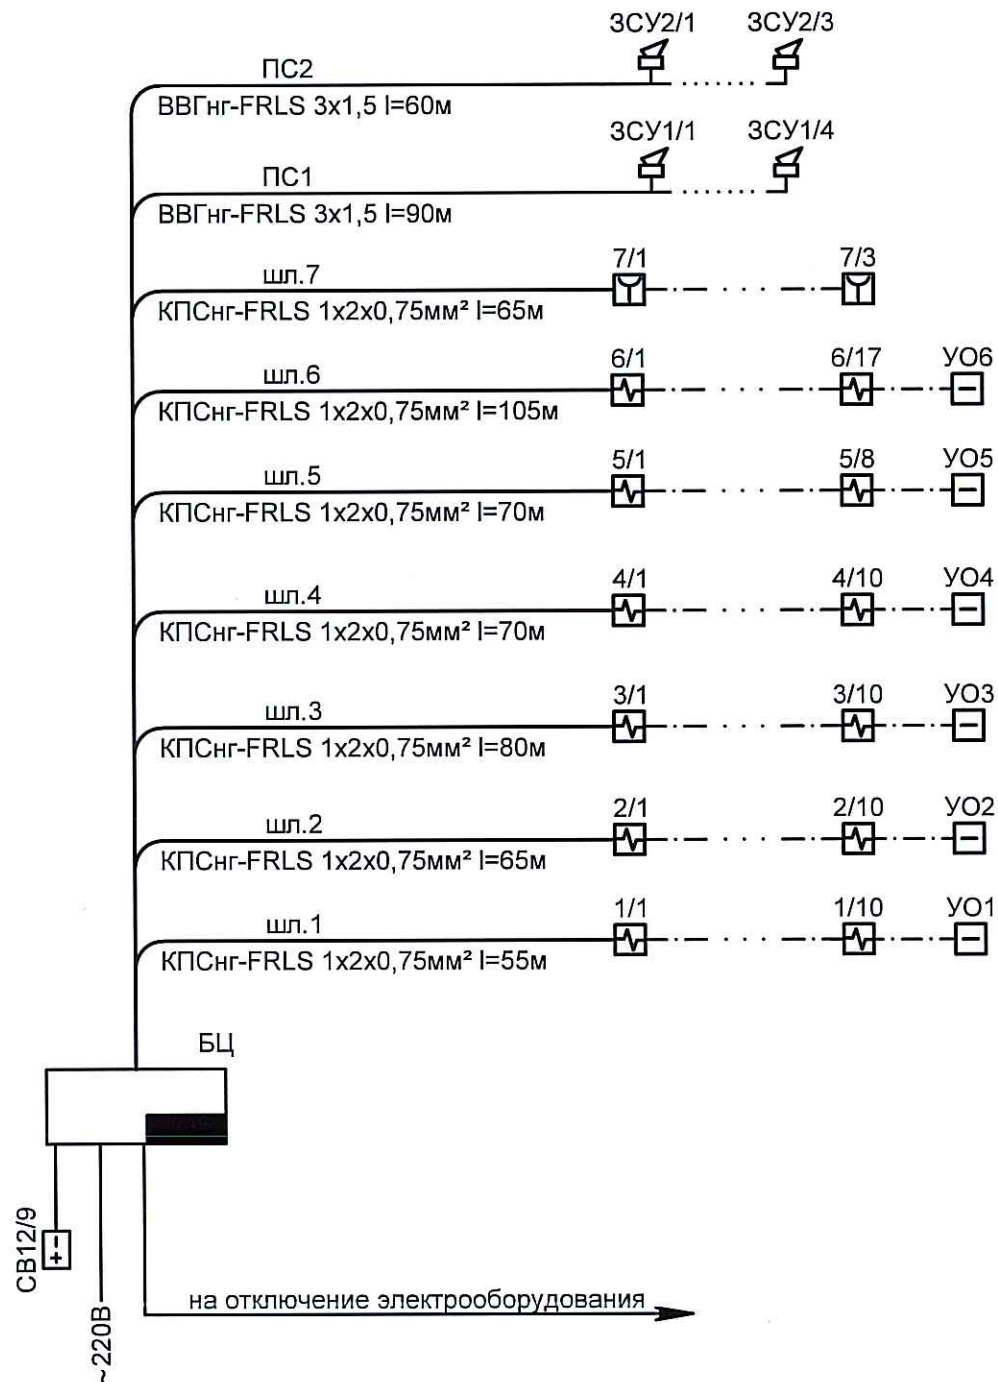 ЗСУ2/1 ЗСУ2/3
ПС2
ВВГнг-FRLS 3х1,5 l=60м
ЗСУ1/1 ЗСУ1/4
ПС1
ВВГнг-FRLS 3х1,5 l=90м
7/1 7/3
шл.7
КПСнг-FRLS 1х2х0,75мм² l=65м
6/1 6/17 УО6
шл.6
КПСнг-FRLS 1х2х0,75мм² l=105м
5/1 5/8 УО5
шл.5
КПСнг-FRLS 1х2х0,75мм² l=70м
4/1 4/10 УО4
шл.4
КПСнг-FRLS 1х2х0,75мм² l=70м
3/1 3/10 УО3
шл.3
КПСнг-FRLS 1х2х0,75мм² l=80м
2/1 2/10 УО2
шл.2
КПСнг-FRLS 1х2х0,75мм² l=65м
1/1 1/10 УО1
шл.1
КПСнг-FRLS 1х2х0,75мм² l=55м
БЦ
СВ12/9
+ -
~220В
на отключение электрооборудования